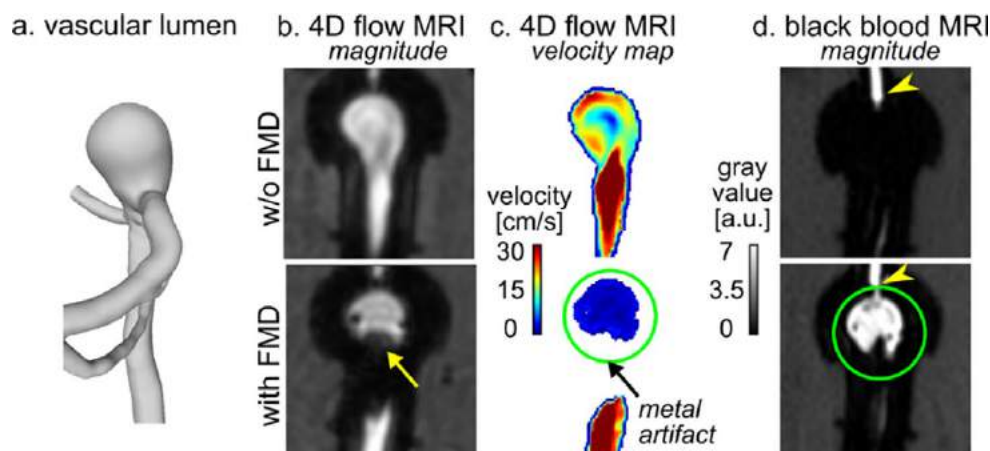 a. vascular lumen
b. 4D flow MRI
magnitude
c. 4D flow MRI
velocity map
d. black blood MRI
magnitude
w/o FMD
with FMD
velocity
[cm/s]
30
15
0
metal
artifact
gray
value
[a.u.]
7
3.5
0